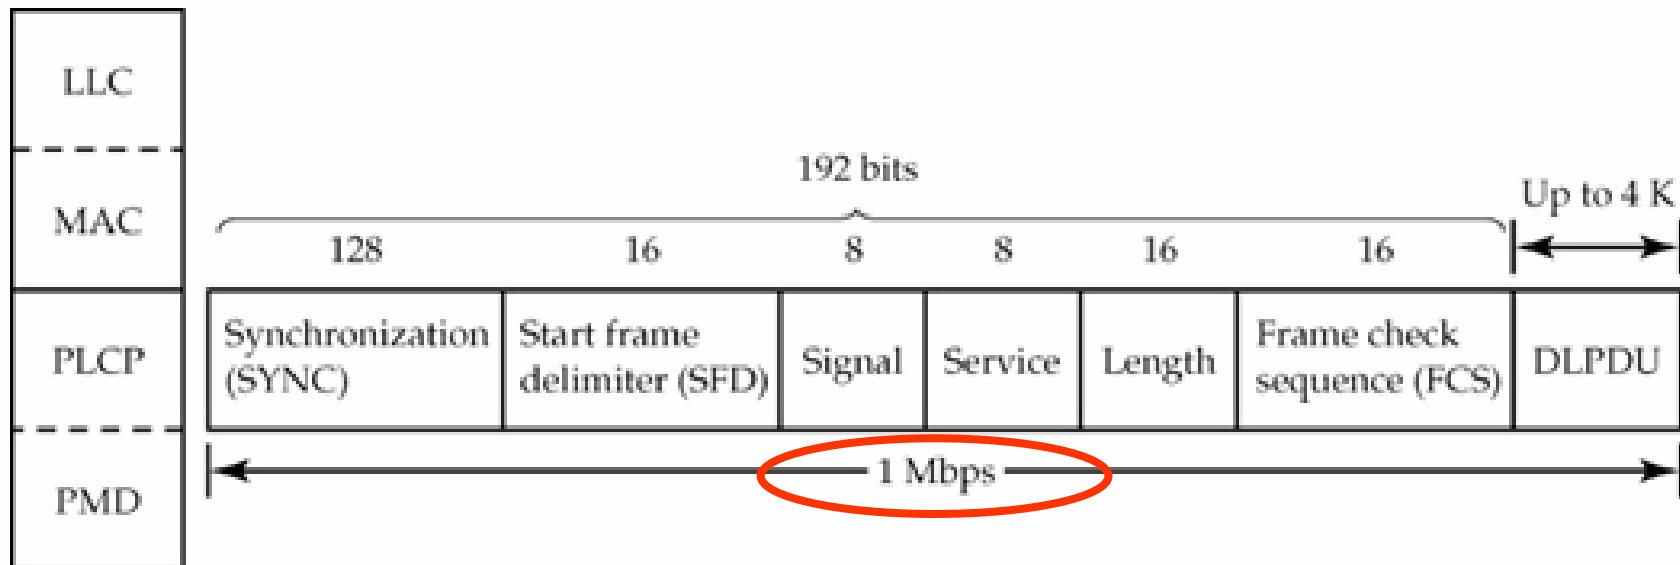 LLC
MAC
PLCP
PMD
192 bits
Up to 4 K
128 16 8 8 16 16
Synchronization
(SYNC)
Start frame
delimiter (SFD)
Signal
Service
Length
Frame check
sequence (FCS)
DLPDU
1 Mbps